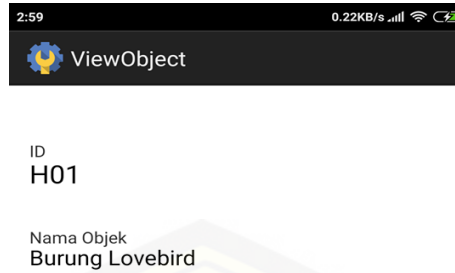 2:59 0.22KB/s
ViewObject
ID
H01
Nama Objek
Burung Lovebird